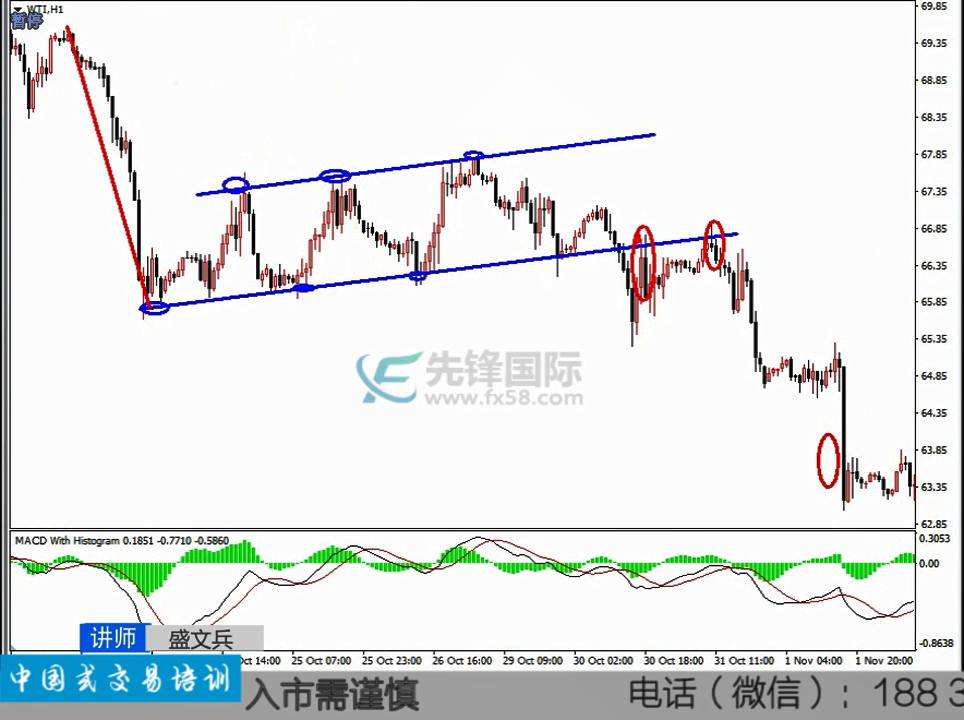 WTI,H1
暂停
69.85
69.35
68.85
68.35
67.85
67.35
66.85
66.35
65.85
65.35
64.85
64.35
63.85
63.35
62.85
先锋国际
www.fx58.com
MACD With Histogram 0.1851 -0.7710 -0.5860
0.3053
0.00
-0.8638
讲师 盛文兵
14:00 25 Oct 07:00 25 Oct 23:00 26 Oct 16:00 29 Oct 09:00 30 Oct 02:00 30 Oct 18:00 31 Oct 11:00 1 Nov 04:00 1 Nov 20:00
中国式交易培训
入市需谨慎 电话（微信）：188